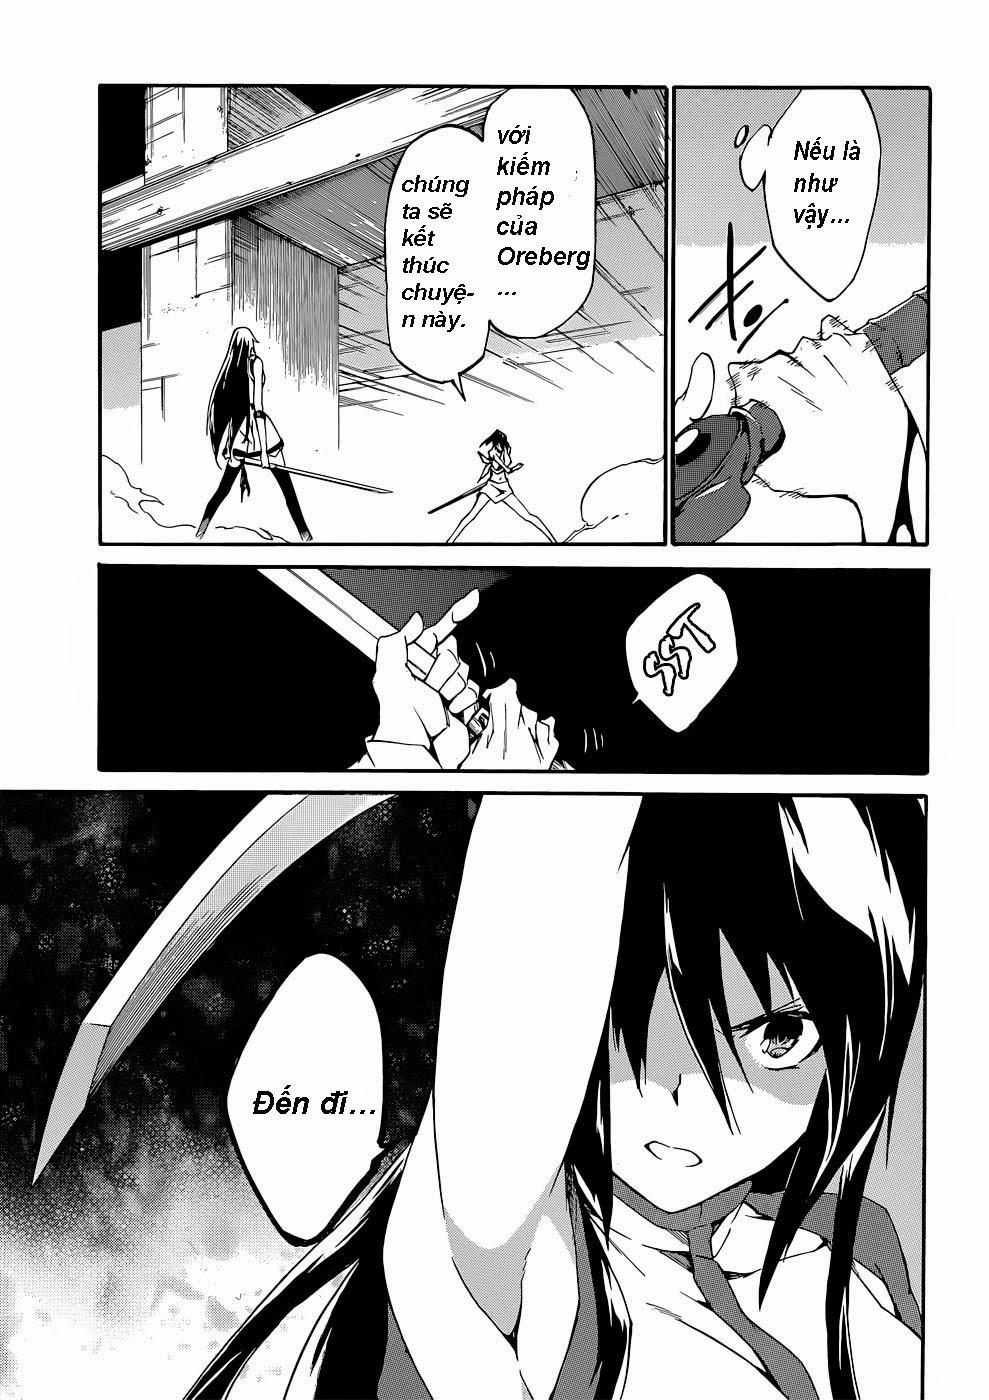 Nếu là
như
vậy...
với
kiếm
pháp
của
Oreberg
...
chúng
ta sẽ
kết
thúc
chuyệ-
n này.
SST
Đến đi...